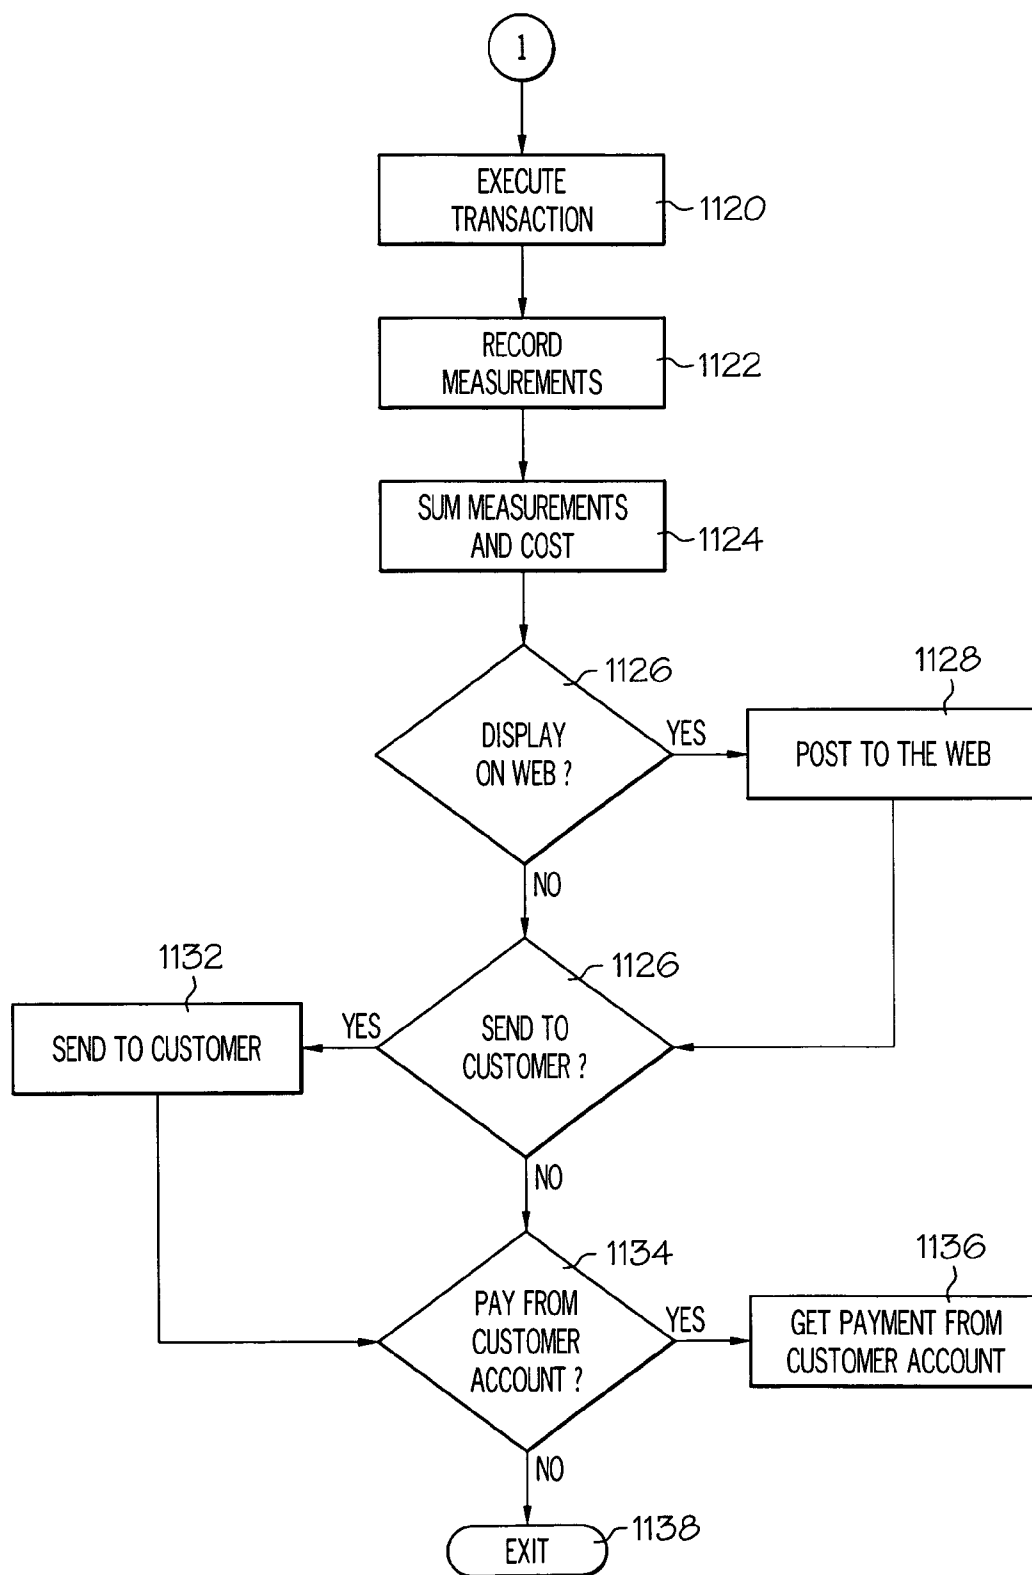 1
EXECUTE
TRANSACTION
1120
RECORD
MEASUREMENTS
1122
SUM MEASUREMENTS
AND COST
1124
1126
DISPLAY
ON WEB ?
YES
1128
POST TO THE WEB
NO
1126
SEND TO
CUSTOMER ?
YES
1132
SEND TO CUSTOMER
NO
1134
PAY FROM
CUSTOMER
ACCOUNT ?
YES
1136
GET PAYMENT FROM
CUSTOMER ACCOUNT
NO
EXIT
1138